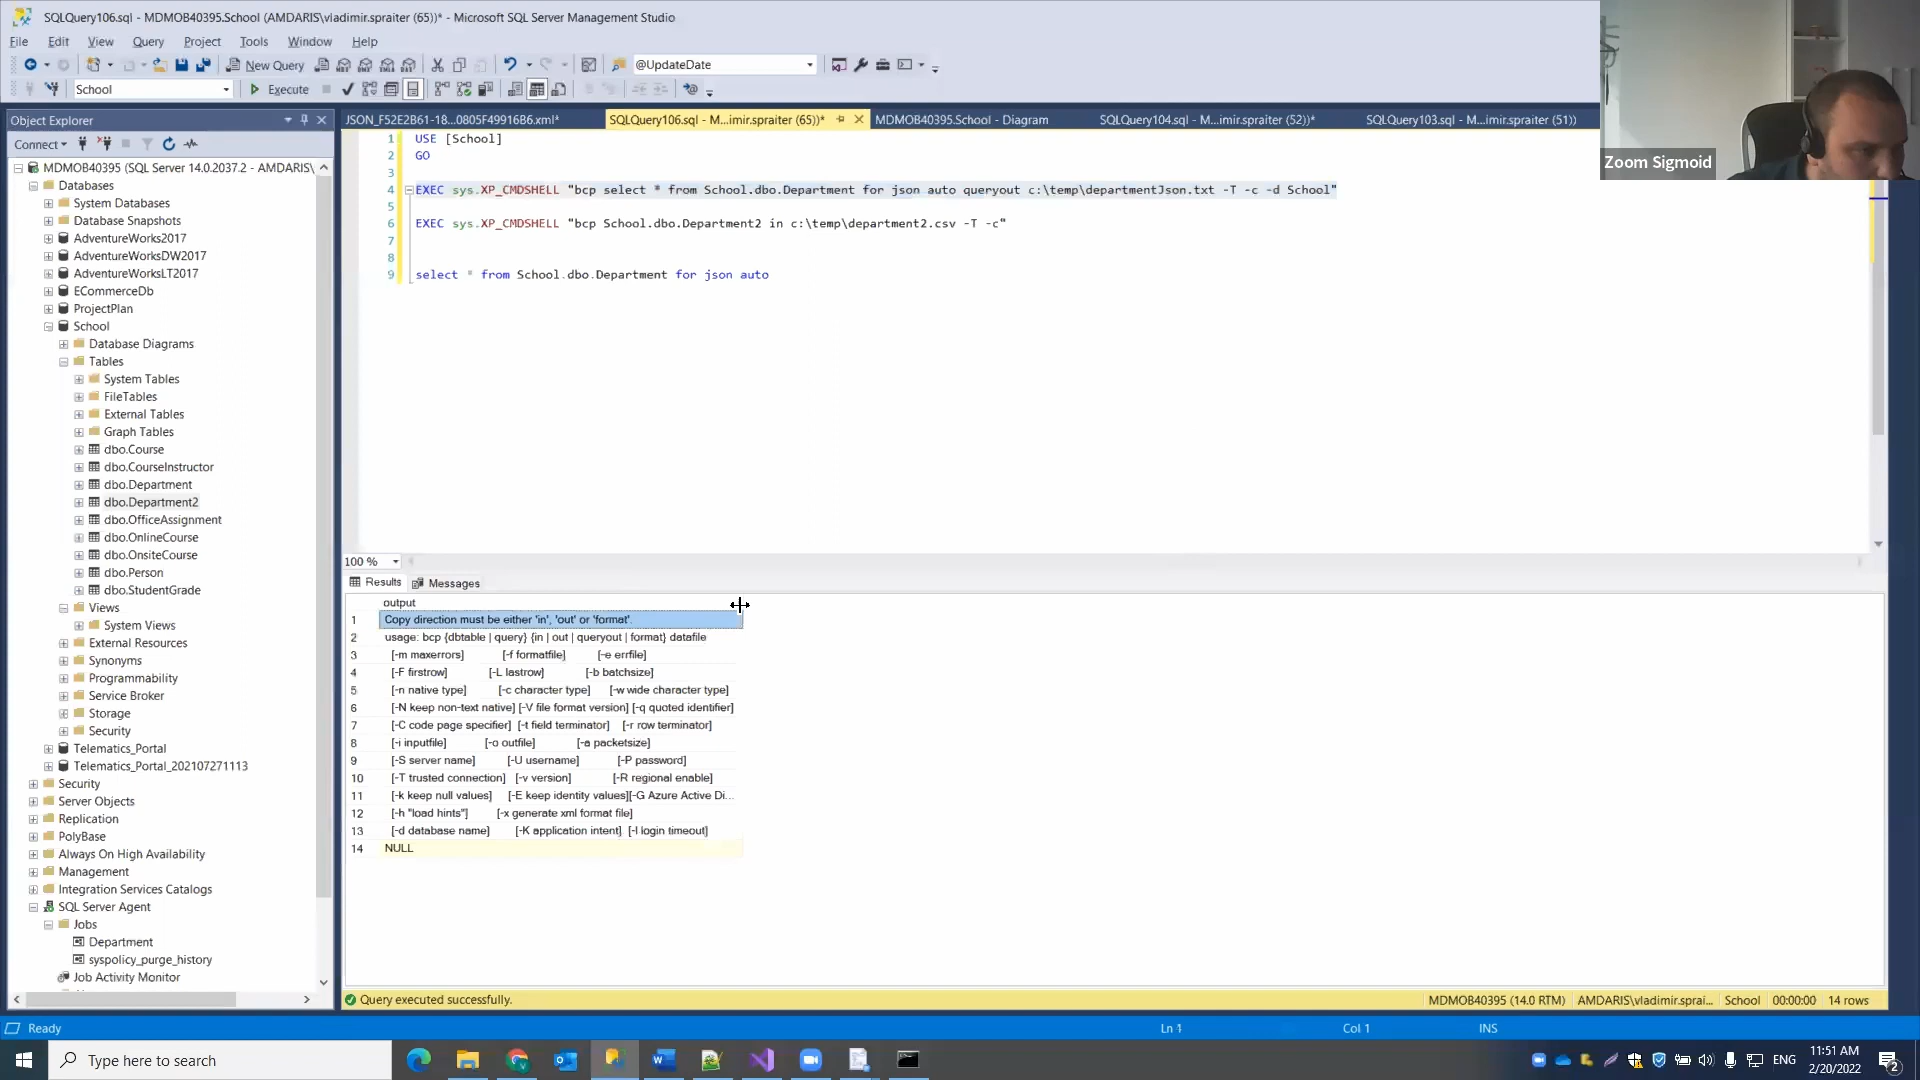 SQLQuery106.sql - MDMOB40395.School (AMDARIS\vladimir.spraiter (65))* - Microsoft SQL Server Management Studio
File Edit View Query Project Tools Window Help
New Query @UpdateDate
School Execute
Object Explorer
Connect
MDMOB40395 (SQL Server 14.0.2037.2 - AMDARIS\
Databases
System Databases
Database Snapshots
AdventureWorks2017
AdventureWorksDW2017
AdventureWorksLT2017
ECommerceDb
ProjectPlan
School
Database Diagrams
Tables
System Tables
FileTables
External Tables
Graph Tables
dbo.Course
dbo.CourseInstructor
dbo.Department
dbo.Department2
dbo.OfficeAssignment
dbo.OnlineCourse
dbo.OnsiteCourse
dbo.Person
dbo.StudentGrade
Views
System Views
External Resources
Synonyms
Programmability
Service Broker
Storage
Security
Telematics_Portal
Telematics_Portal_202107271113
Security
Server Objects
Replication
PolyBase
Always On High Availability
Management
Integration Services Catalogs
SQL Server Agent
Jobs
Department
syspolicy_purge_history
Job Activity Monitor
JSON_F52E2B61-18...0805F49916B6.xml* SQLQuery106.sql - M...imir.spraiter (65))* MDMOB40395.School - Diagram SQLQuery104.sql - M...imir.spraiter (52))* SQLQuery103.sql - M...imir.spraiter (51))
1 USE [School]
2 GO
3
4 EXEC sys.XP_CMDSHELL "bcp select * from School.dbo.Department for json auto queryout c:\temp\departmentJson.txt -T -c -d School"
5
6 EXEC sys.XP_CMDSHELL "bcp School.dbo.Department2 in c:\temp\department2.csv -T -c"
7
8
9 select * from School.dbo.Department for json auto
Zoom Sigmoid
100 %
Results Messages
output
1 Copy direction must be either 'in', 'out' or 'format'.
2 usage: bcp {dbtable | query} {in | out | queryout | format} datafile
3 [-m maxerrors] [-f formatfile] [-e errfile]
4 [-F firstrow] [-L lastrow] [-b batchsize]
5 [-n native type] [-c character type] [-w wide character type]
6 [-N keep non-text native] [-V file format version] [-q quoted identifier]
7 [-C code page specifier] [-t field terminator] [-r row terminator]
8 [-i inputfile] [-o outfile] [-a packetsize]
9 [-S server name] [-U username] [-P password]
10 [-T trusted connection] [-v version] [-R regional enable]
11 [-k keep null values] [-E keep identity values][-G Azure Active Di...
12 [-h "load hints"] [-x generate xml format file]
13 [-d database name] [-K application intent] [-l login timeout]
14 NULL
Query executed successfully. MDMOB40395 (14.0 RTM) AMDARIS\vladimir.sprai... School 00:00:00 14 rows
Ready Ln 1 Col 1 INS
Type here to search
ENG
11:51 AM
2/20/2022
2